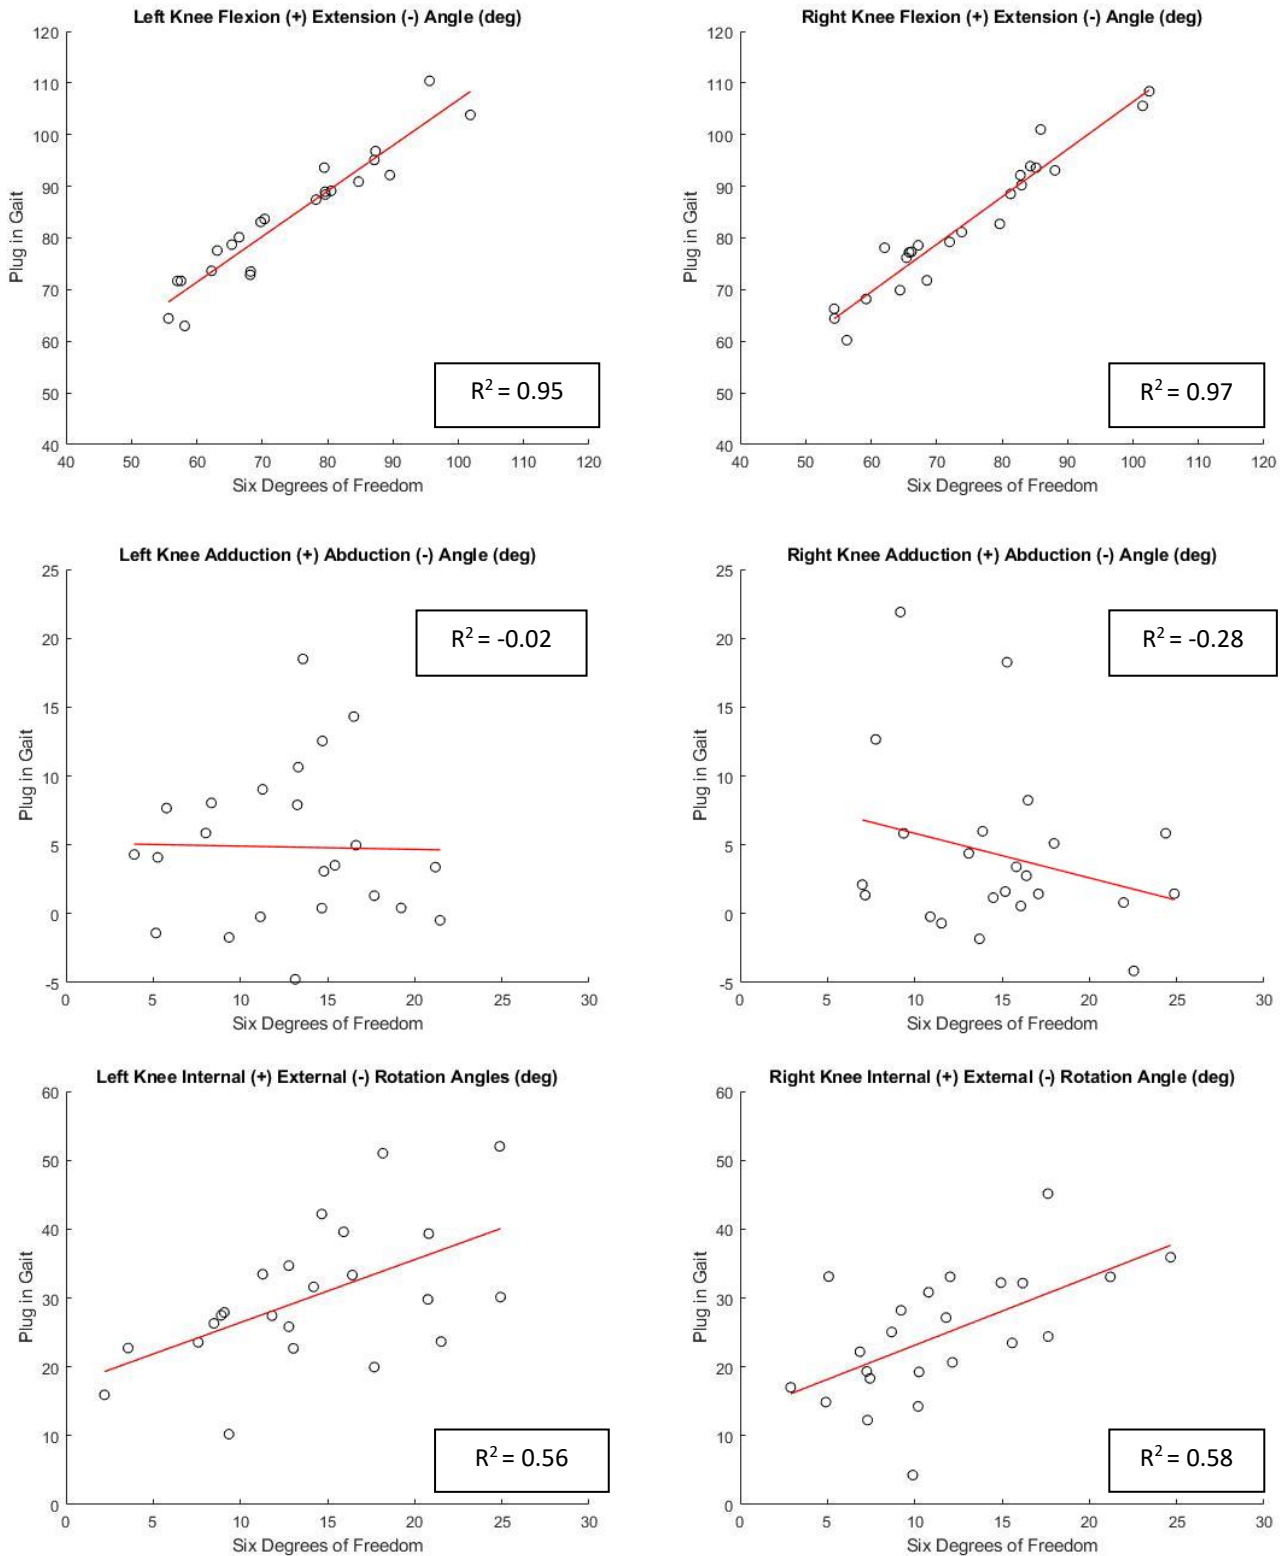 Left Knee Flexion (+) Extension (-) Angle (deg)
120
110
100
90
80
70
60
50
40
Plug in Gait
R² = 0.95
40 50 60 70 80 90 100 110 120
Six Degrees of Freedom
Right Knee Flexion (+) Extension (-) Angle (deg)
120
110
100
90
80
70
60
50
40
Plug in Gait
R² = 0.97
40 50 60 70 80 90 100 110 120
Six Degrees of Freedom
Left Knee Adduction (+) Abduction (-) Angle (deg)
25
20
15
10
5
0
-5
Plug in Gait
R² = -0.02
0 5 10 15 20 25 30
Six Degrees of Freedom
Right Knee Adduction (+) Abduction (-) Angle (deg)
25
20
15
10
5
0
-5
Plug in Gait
R² = -0.28
0 5 10 15 20 25 30
Six Degrees of Freedom
Left Knee Internal (+) External (-) Rotation Angles (deg)
60
50
40
30
20
10
0
Plug in Gait
R² = 0.56
0 5 10 15 20 25 30
Six Degrees of Freedom
Right Knee Internal (+) External (-) Rotation Angle (deg)
60
50
40
30
20
10
0
Plug in Gait
R² = 0.58
0 5 10 15 20 25 30
Six Degrees of Freedom